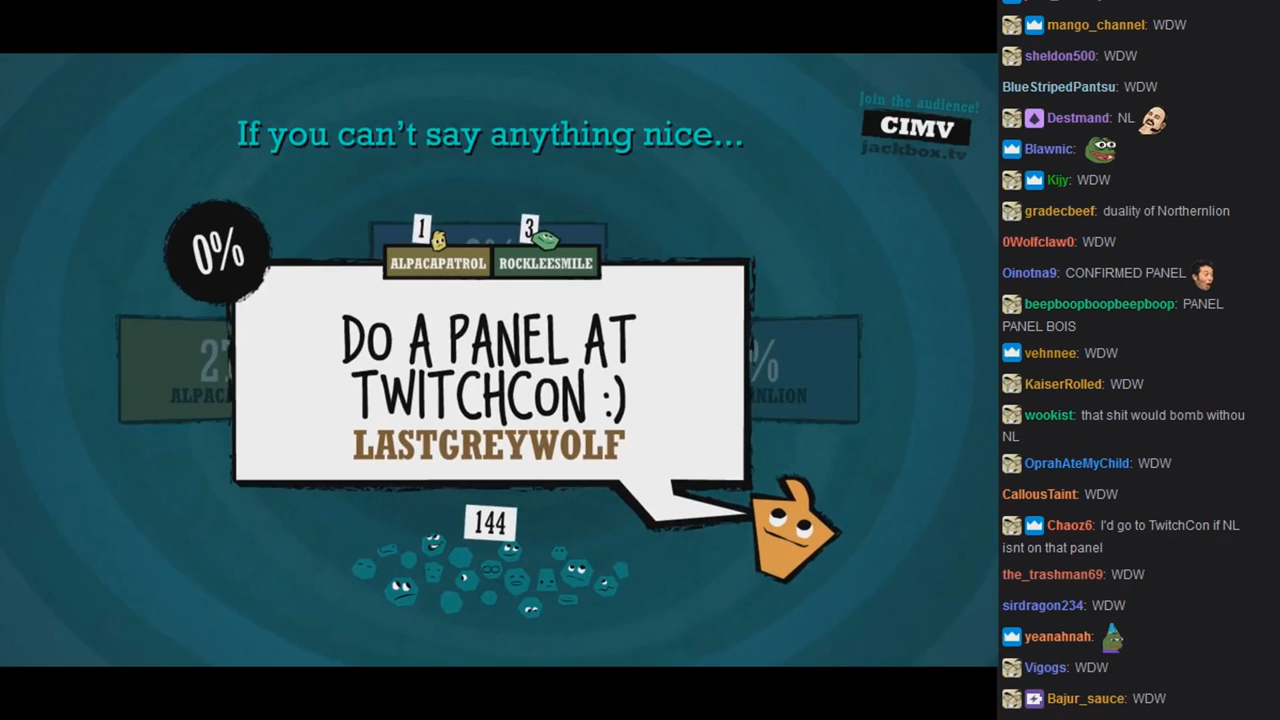 If you can't say anything nice...
Join the audience!
CIMV
jackbox.tv
0%
1
3
ALPACAPATROL
ROCKLEESMILE
DO A PANEL AT
TWITCHCON :)
LASTGREYWOLF
144
mango_channel: WDW
sheldon500: WDW
BlueStripedPantsu: WDW
Destmand: NL
Blawnic:
Kijy: WDW
gradecbeef: duality of Northernlion
0Wolfclaw0: WDW
Oinotna9: CONFIRMED PANEL
beepboopboopbeepboop: PANEL
PANEL BOIS
vehnnee: WDW
KaiserRolled: WDW
wookist: that shit would bomb withou
NL
OprahAteMyChild: WDW
CallousTaint: WDW
Chaoz6: I'd go to TwitchCon if NL
isnt on that panel
the_trashman69: WDW
sirdragon234: WDW
yeanahnah:
Vigogs: WDW
Bajur_sauce: WDW